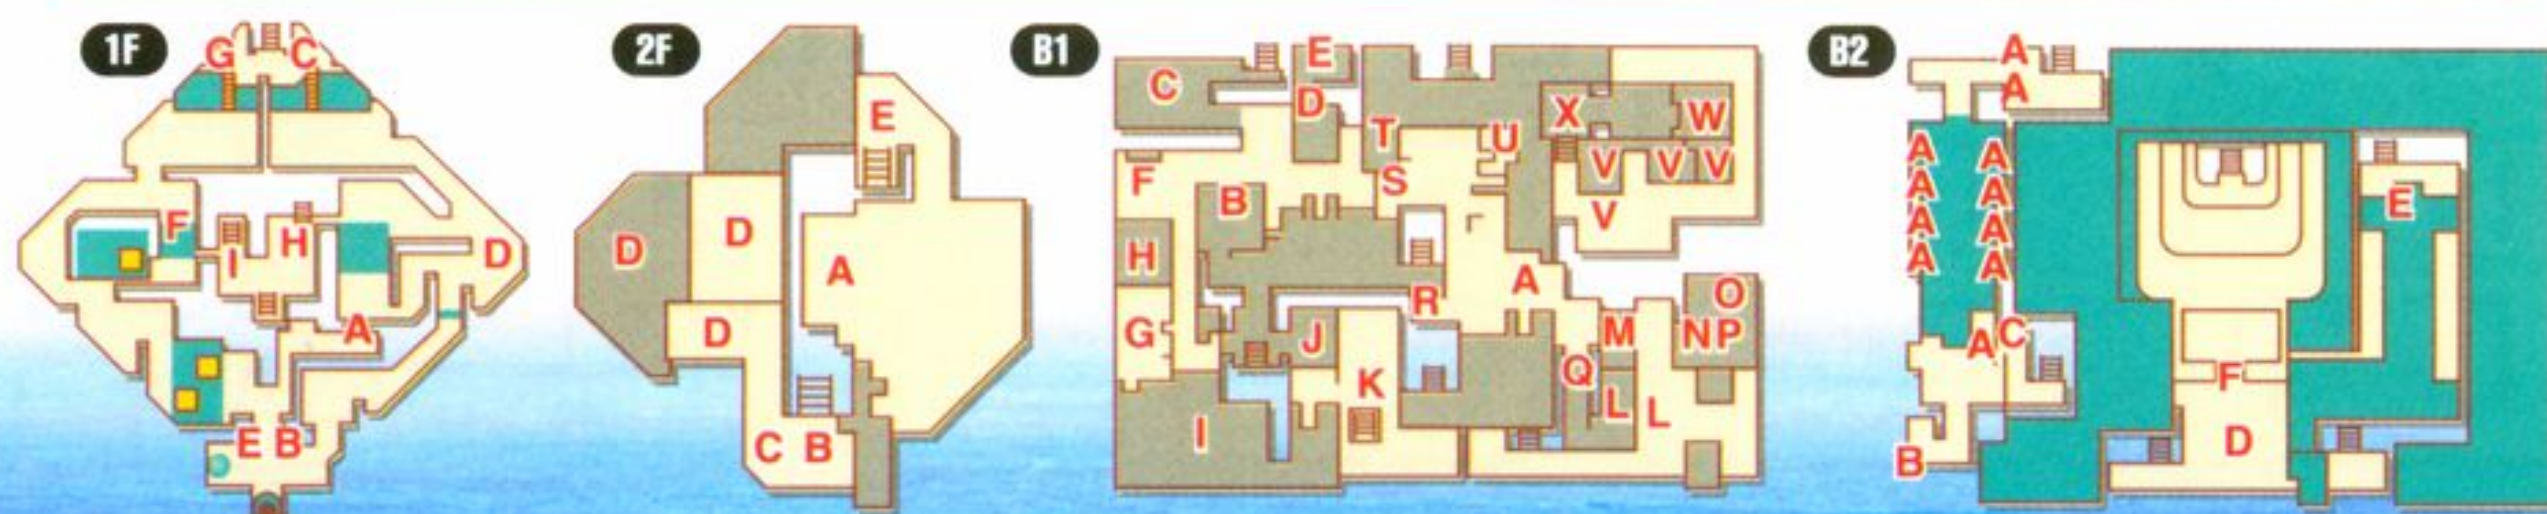 1F
G C
F
I H D
A
E B
2F
E
D D A
D
C B
B1
E
C D X W
T U
V V V
F S
B V
H A
R O
G J M N P
K Q
L L
I
B2
A
A
A A
A A E
A A
A A
A C
F
D
B